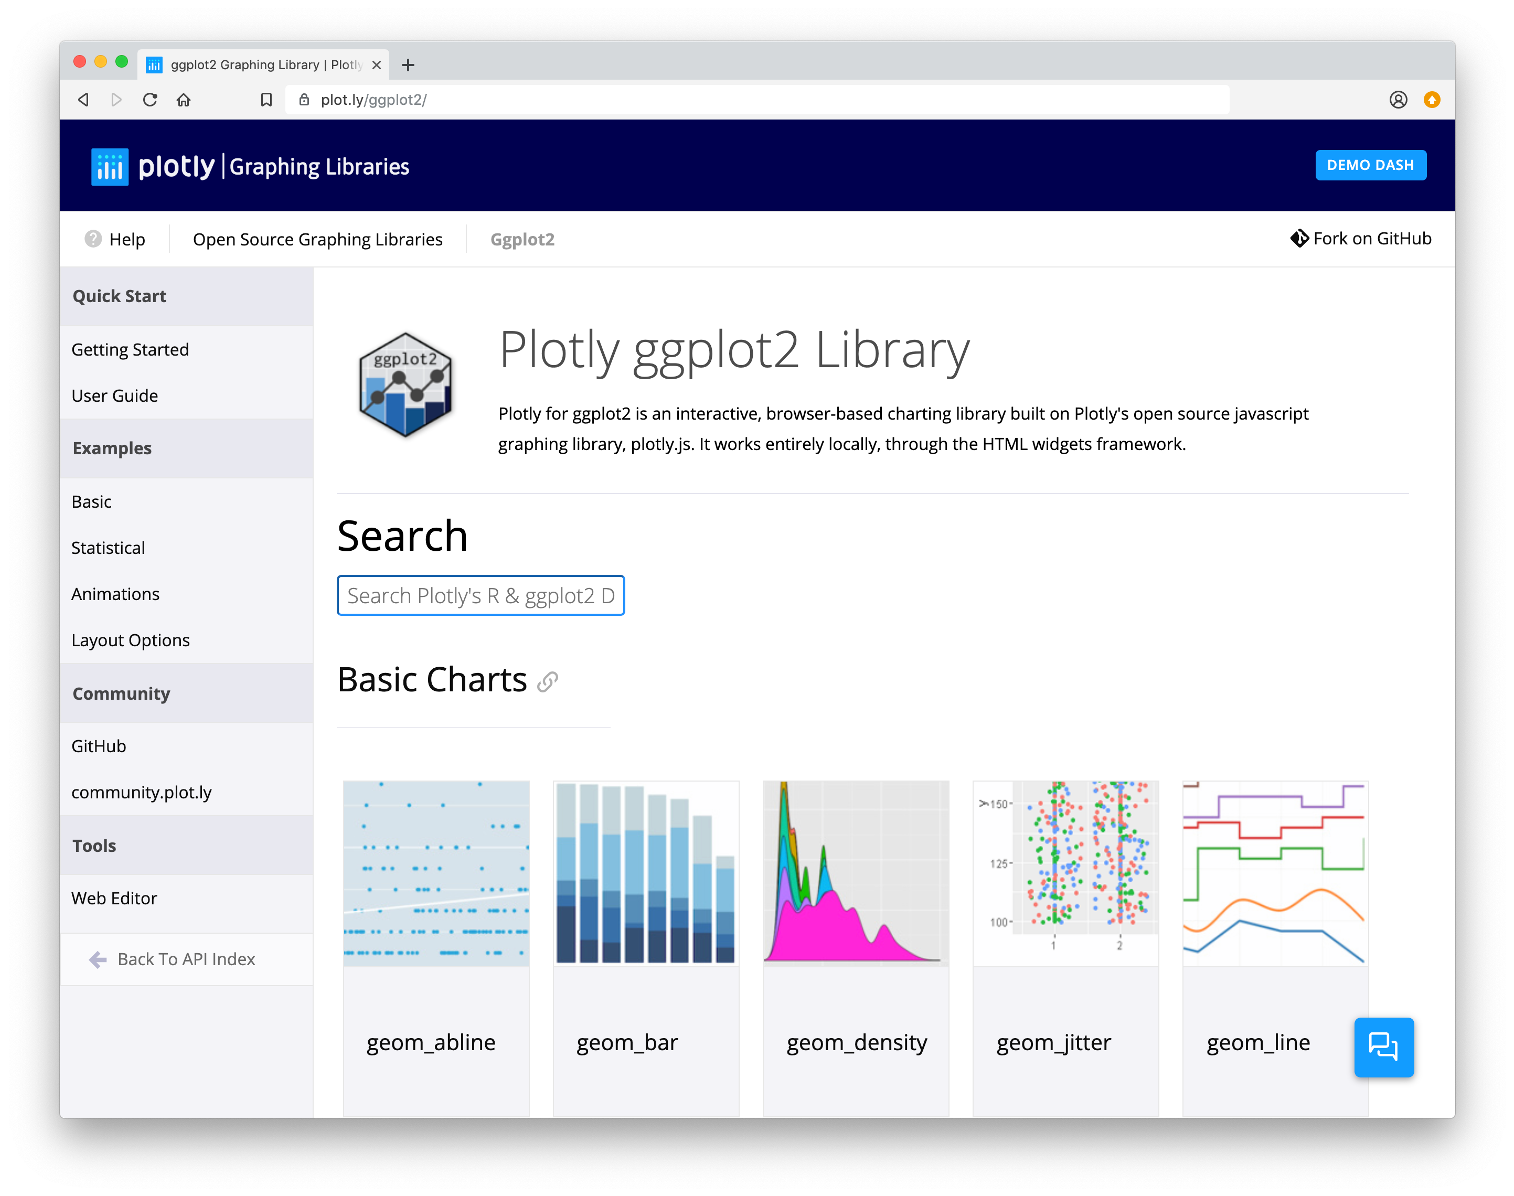 ggplot2 Graphing Library | Plotly
plot.ly/ggplot2/
plotly | Graphing Libraries
DEMO DASH
Help
Open Source Graphing Libraries
Ggplot2
Fork on GitHub
Quick Start
Getting Started
User Guide
Examples
Basic
Statistical
Animations
Layout Options
Community
GitHub
community.plot.ly
Tools
Web Editor
Back To API Index
ggplot2
Plotly ggplot2 Library
Plotly for ggplot2 is an interactive, browser-based charting library built on Plotly's open source javascript
graphing library, plotly.js. It works entirely locally, through the HTML widgets framework.
Search
Search Plotly's R & ggplot2 D
Basic Charts
y
150
125
100
1 2
geom_abline
geom_bar
geom_density
geom_jitter
geom_line